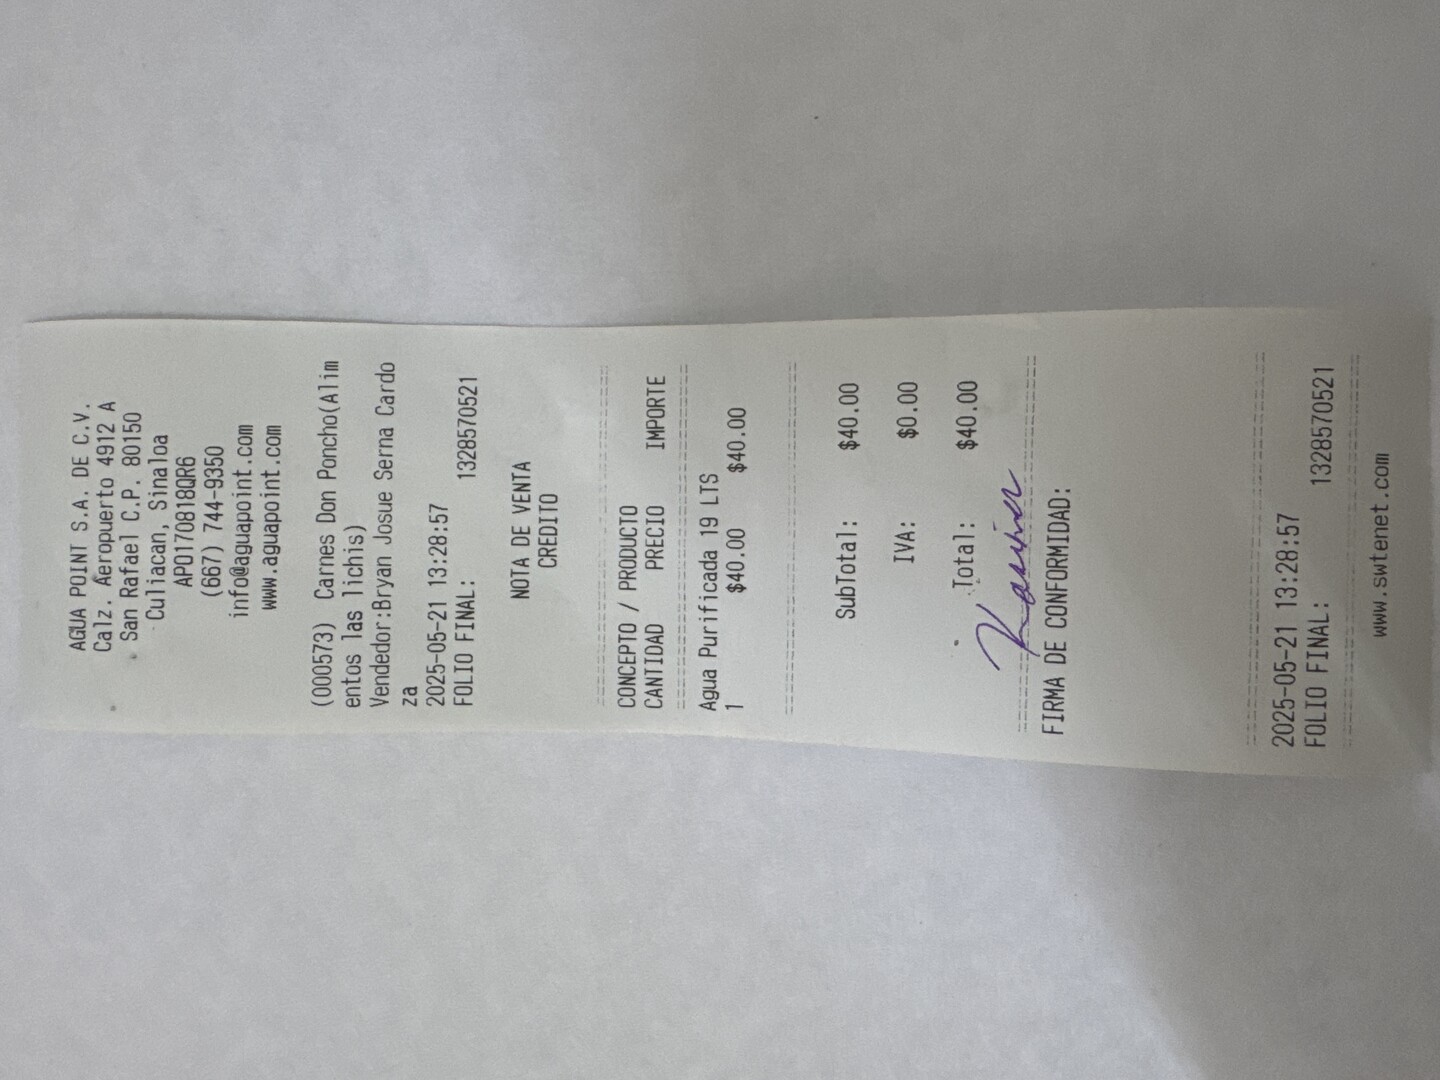 AGUA POINT S.A. DE C.V.
Calz. Aeropuerto 4912 A
San Rafael C.P. 80150
Culiacan, Sinaloa
APO170818QR6
(667) 744-9350
info@aguapoint.com
www.aguapoint.com
(000573) Carnes Don Poncho(Alim
entos las lichis)
Vendedor:Bryan Josue Serna Cardo
za
2025-05-21 13:28:57
FOLIO FINAL: 1328570521
NOTA DE VENTA
CREDITO
CONCEPTO / PRODUCTO
CANTIDAD PRECIO IMPORTE
Agua Purificada 19 LTS
1 $40.00 $40.00
SubTotal: $40.00
IVA: $0.00
Total: $40.00
FIRMA DE CONFORMIDAD:
2025-05-21 13:28:57
FOLIO FINAL: 1328570521
www.swtenet.com